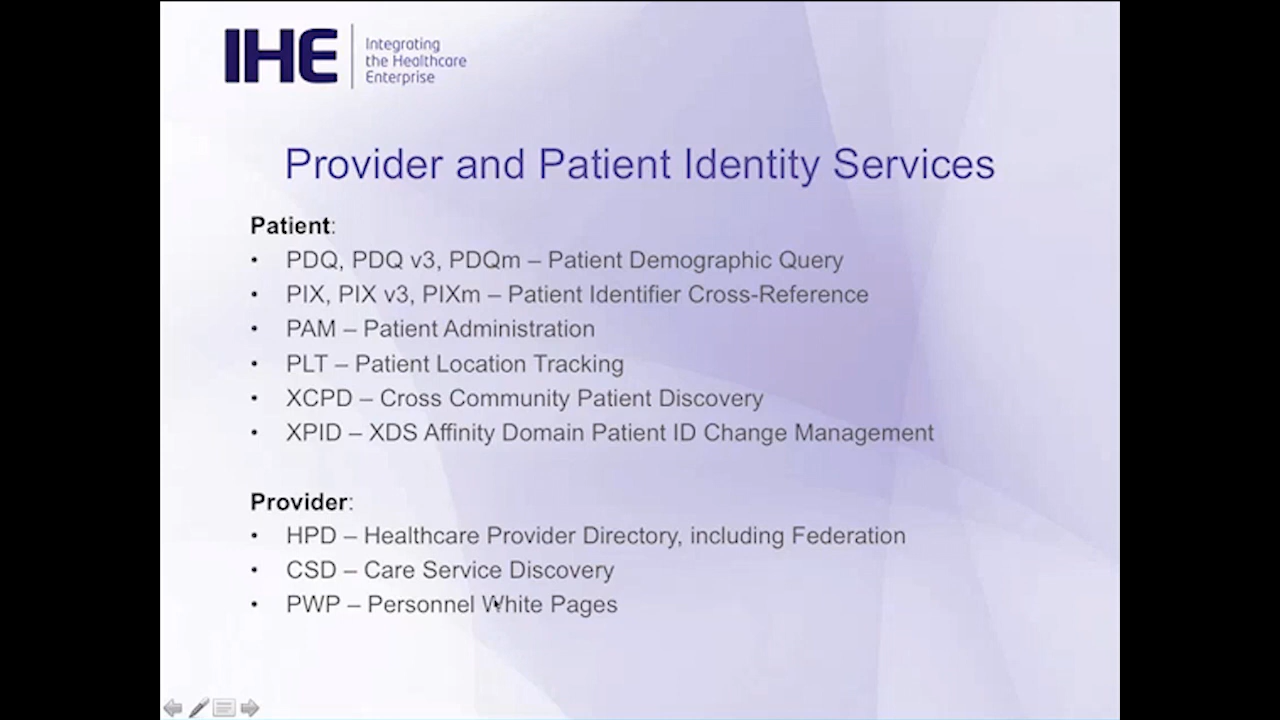 IHE
Integrating
the Healthcare
Enterprise
Provider and Patient Identity Services
Patient:
• PDQ, PDQ v3, PDQm – Patient Demographic Query
• PIX, PIX v3, PIXm – Patient Identifier Cross-Reference
• PAM – Patient Administration
• PLT – Patient Location Tracking
• XCPD – Cross Community Patient Discovery
• XPID – XDS Affinity Domain Patient ID Change Management
Provider:
• HPD – Healthcare Provider Directory, including Federation
• CSD – Care Service Discovery
• PWP – Personnel White Pages